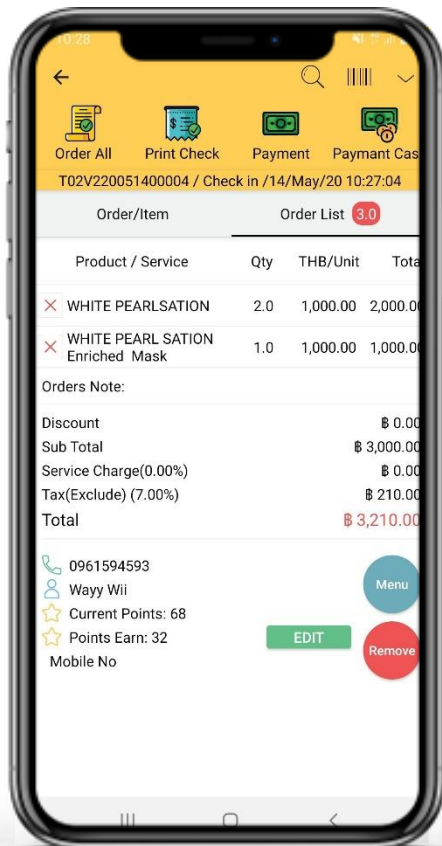 10:28
Order All Print Check Payment Paymant Cas
T02V220051400004 / Check in /14/May/20 10:27:04
Order/Item Order List 3.0
Product / Service Qty THB/Unit Tota
WHITE PEARLSATION 2.0 1,000.00 2,000.0
WHITE PEARL SATION
Enriched Mask 1.0 1,000.00 1,000.0
Orders Note:
Discount ฿ 0.00
Sub Total ฿ 3,000.00
Service Charge(0.00%) ฿ 0.00
Tax(Exclude) (7.00%) ฿ 210.00
Total ฿ 3,210.00
0961594593
Wayy Wii
Menu
Current Points: 68
Points Earn: 32
EDIT
Remove
Mobile No